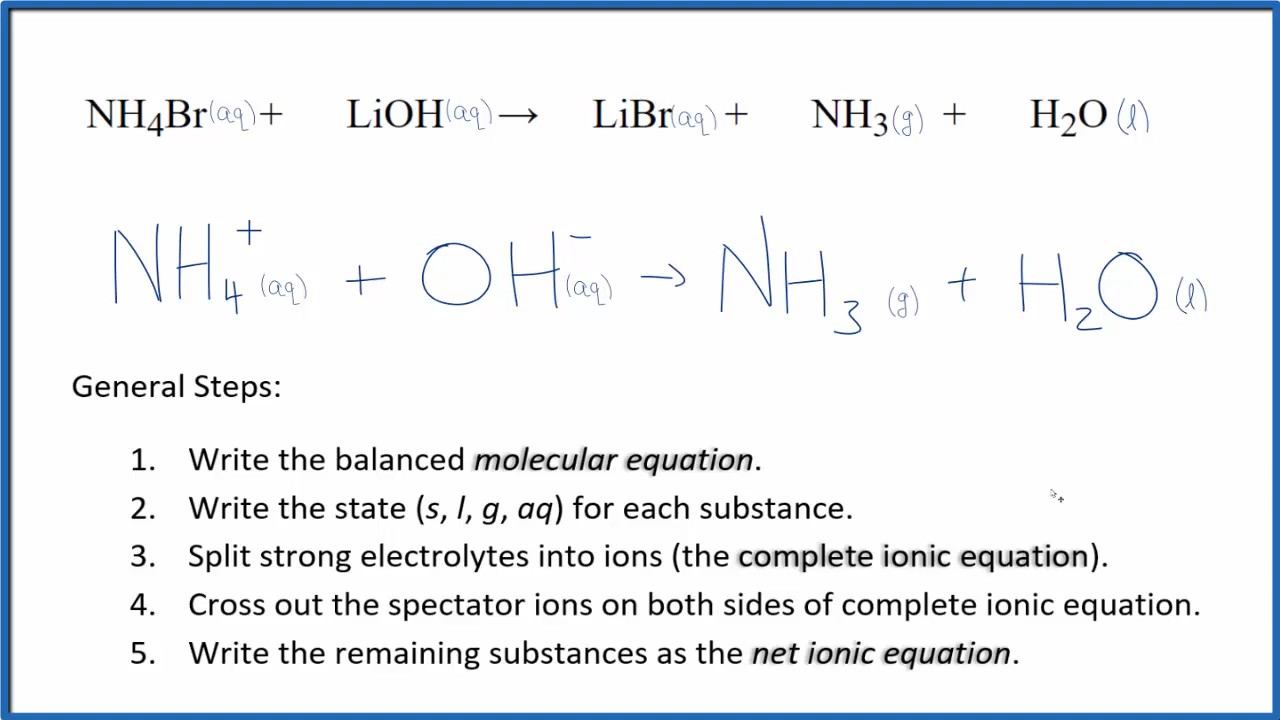 NH₄Br(aq) + LiOH(aq) → LiBr(aq) + NH₃(g) + H₂O(l)
NH₄⁺(aq) + OH⁻(aq) → NH₃(g) + H₂O(l)
General Steps:
1. Write the balanced molecular equation.
2. Write the state (s, l, g, aq) for each substance.
3. Split strong electrolytes into ions (the complete ionic equation).
4. Cross out the spectator ions on both sides of complete ionic equation.
5. Write the remaining substances as the net ionic equation.